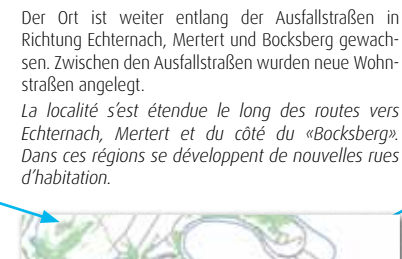 Der Ort ist weiter entlang der Ausfallstraßen in
Richtung Echternach, Mertert und Bocksberg gewach-
sen. Zwischen den Ausfallstraßen wurden neue Wohn-
straßen angelegt.
La localité s'est étendue le long des routes vers
Echternach, Mertert et du côté du «Bocksberg».
Dans ces régions se développent de nouvelles rues
d'habitation.